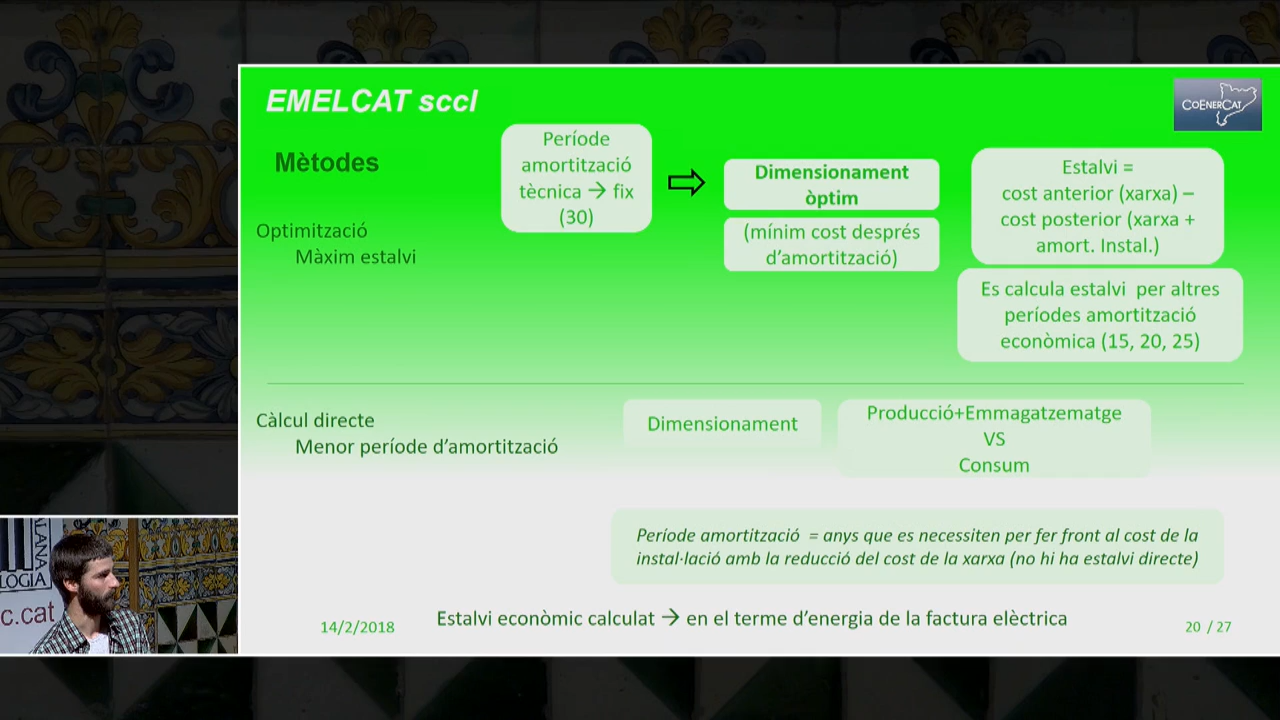 EMELCAT sccl
COENERCAT
Mètodes
Període
amortització
tècnica → fix
(30)
Dimensionament
òptim
(mínim cost després
d’amortització)
Estalvi =
cost anterior (xarxa) –
cost posterior (xarxa +
amort. Instal.)
Es calcula estalvi per altres
períodes amortització
econòmica (15, 20, 25)
Optimització
Màxim estalvi
Càlcul directe
Menor període d’amortització
Dimensionament
Producció+Emmagatzematge
VS
Consum
Període amortització = anys que es necessiten per fer front al cost de la
instal·lació amb la reducció del cost de la xarxa (no hi ha estalvi directe)
Estalvi econòmic calculat → en el terme d’energia de la factura elèctrica
14/2/2018
20 / 27
ALANA
LOGIA
c.cat